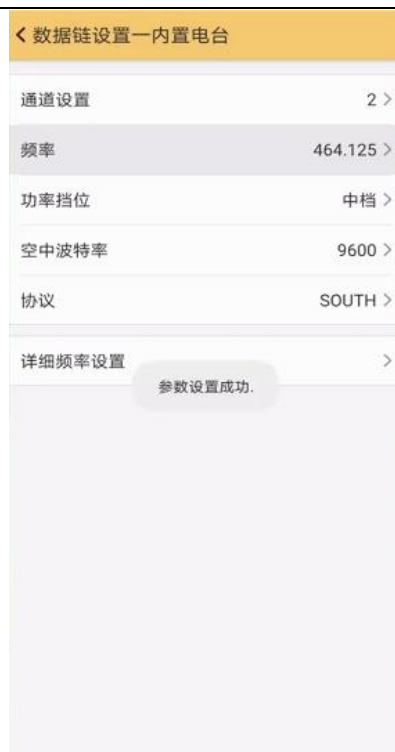 数据链设置一内置电台
通道设置 2
频率 464.125
功率挡位 中档
空中波特率 9600
协议 SOUTH
详细频率设置
参数设置成功.